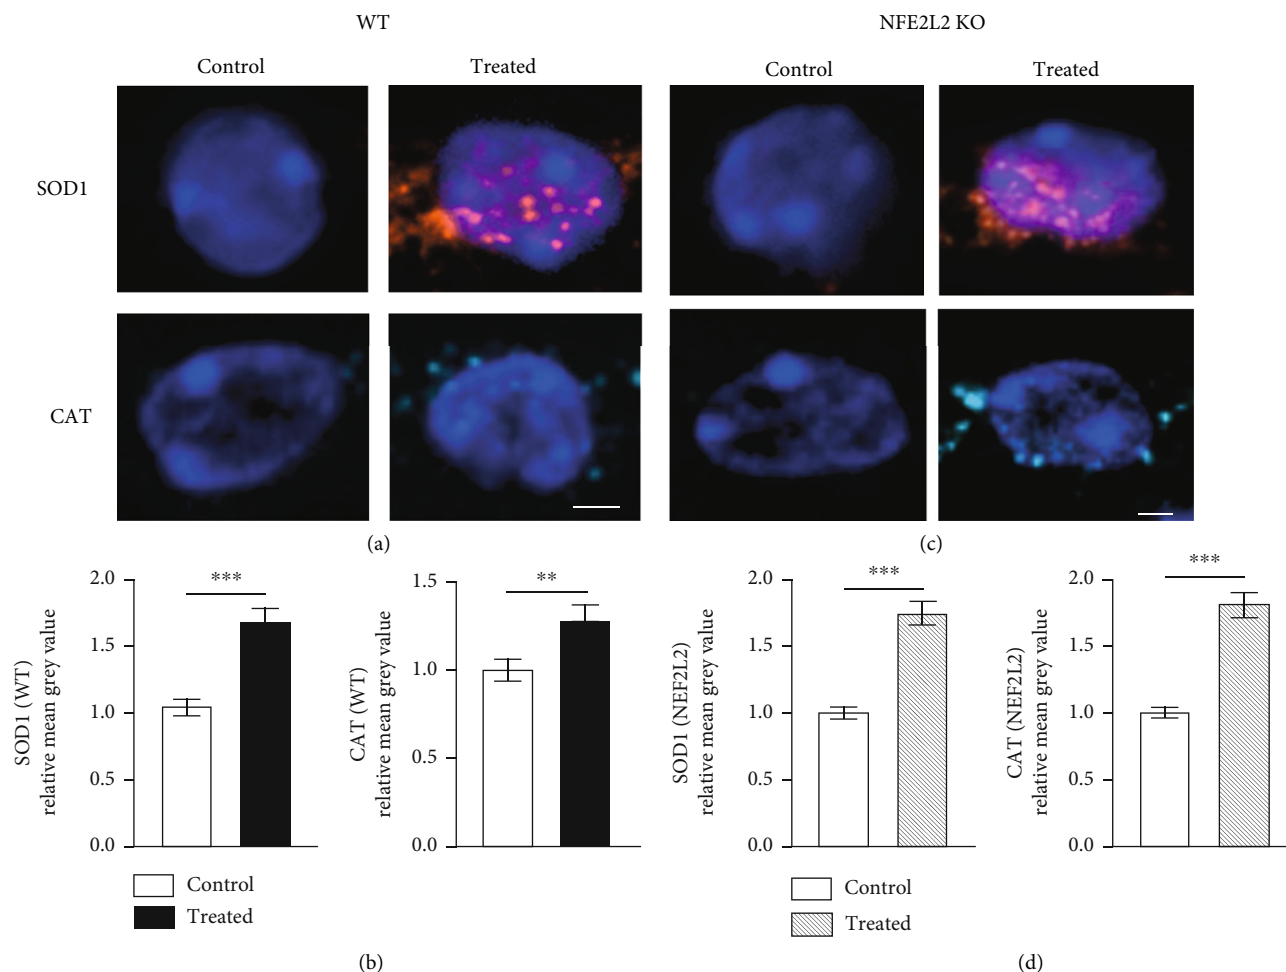 WT
NFE2L2 KO
Control
Treated
Control
Treated
SOD1
CAT
(a)
(c)
2.0
1.5
1.0
0.5
0.0
SOD1 (WT)
relative mean grey value
***
1.5
1.0
0.5
0.0
CAT (WT)
relative mean grey value
**
2.0
1.5
1.0
0.5
0.0
SOD1 (NEF2L2)
relative mean grey value
***
2.0
1.5
1.0
0.5
0.0
CAT (NEF2L2)
relative mean grey value
***
Control
Treated
Control
Treated
(b)
(d)